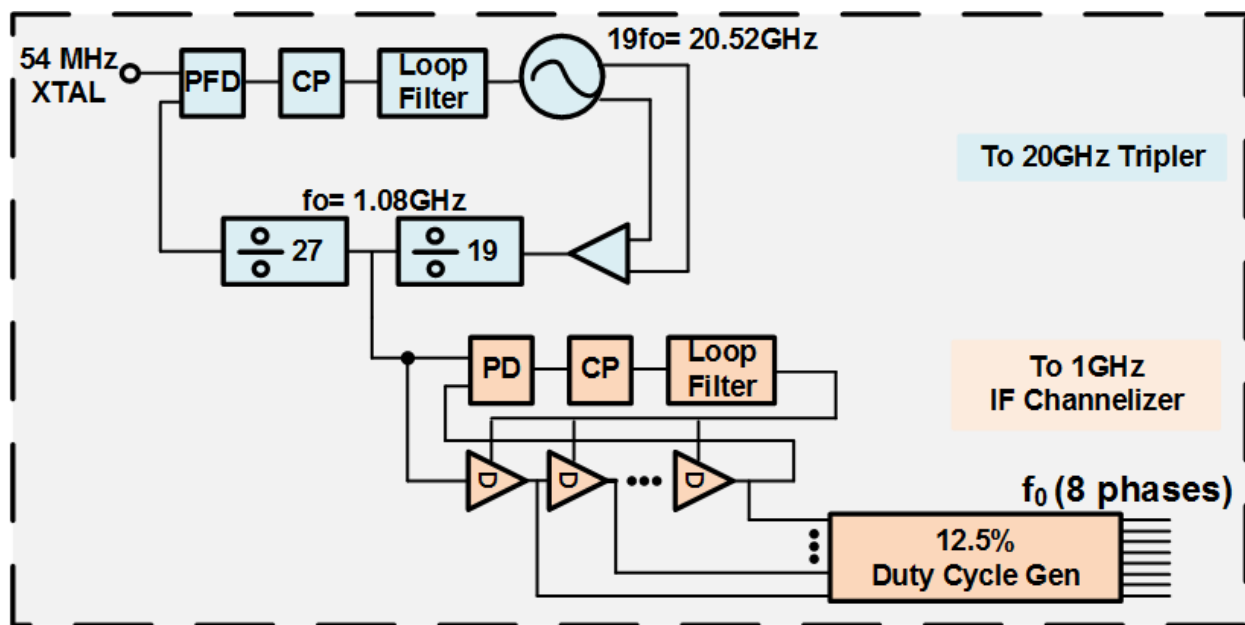 54 MHz
XTAL
PFD
CP
Loop
Filter
19fo= 20.52GHz
To 20GHz Tripler
fo= 1.08GHz
÷ 27
÷ 19
PD
CP
Loop
Filter
To 1GHz
IF Channelizer
D
D
•••
D
f₀ (8 phases)
12.5%
Duty Cycle Gen